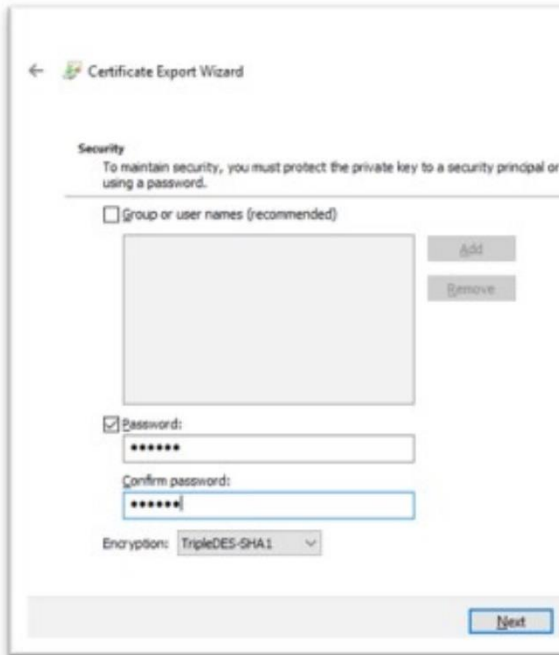 Certificate Export Wizard
Security
To maintain security, you must protect the private key to a security principal or
using a password.
Group or user names (recommended)
Add
Remove
Password:
••••••
Confirm password:
••••••
Encryption: TripleDES-SHA1
Next